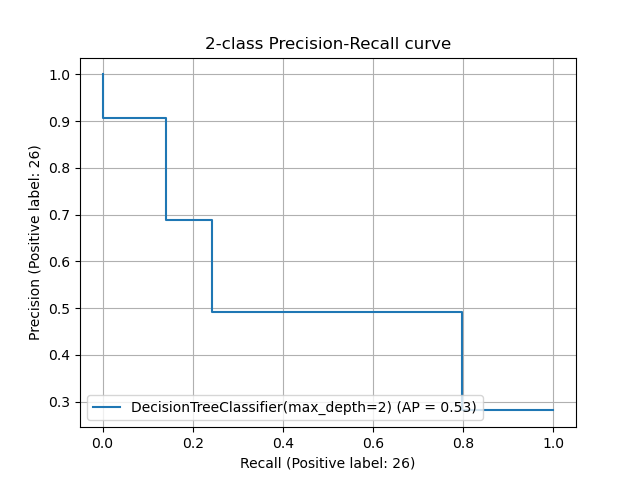 2-class Precision-Recall curve
Precision (Positive label: 26)
1.0
0.9
0.8
0.7
0.6
0.5
0.4
0.3
DecisionTreeClassifier(max_depth=2) (AP = 0.53)
0.0 0.2 0.4 0.6 0.8 1.0
Recall (Positive label: 26)